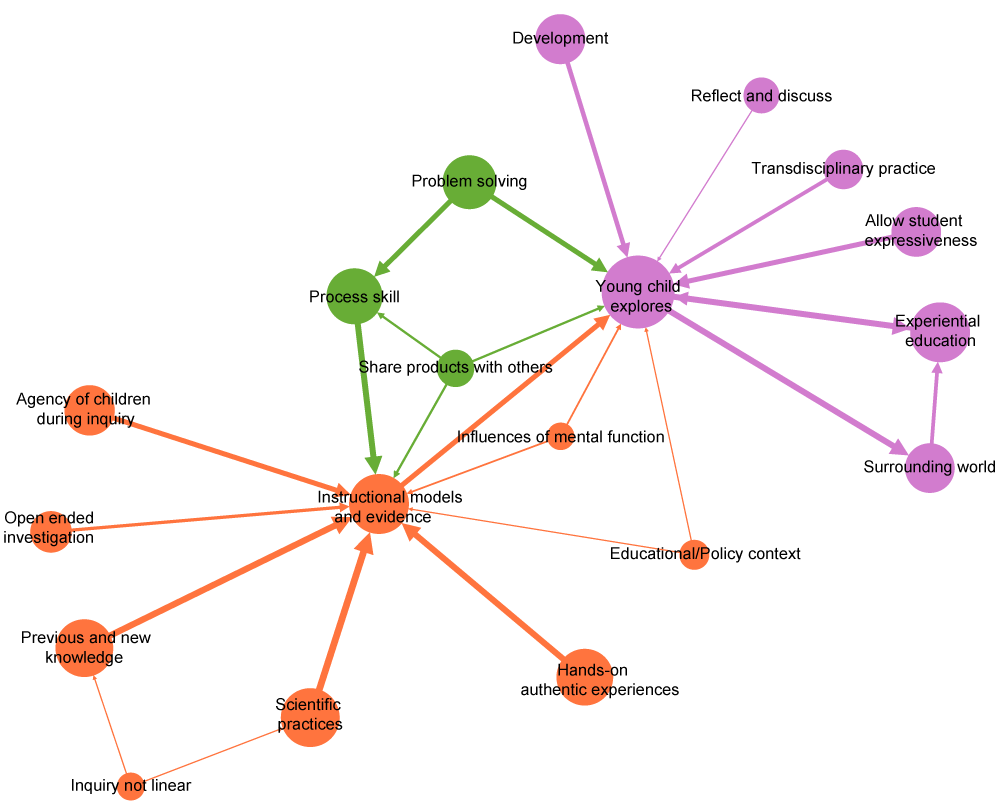 Development
Reflect and discuss
Transdisciplinary practice
Problem solving
Allow student
expressiveness
Young child
explores
Process skill
Experiential
education
Share products with others
Agency of children
during inquiry
Influences of mental function
Surrounding world
Instructional models
and evidence
Open ended
investigation
Educational/Policy context
Previous and new
knowledge
Hands-on
authentic experiences
Scientific
practices
Inquiry not linear